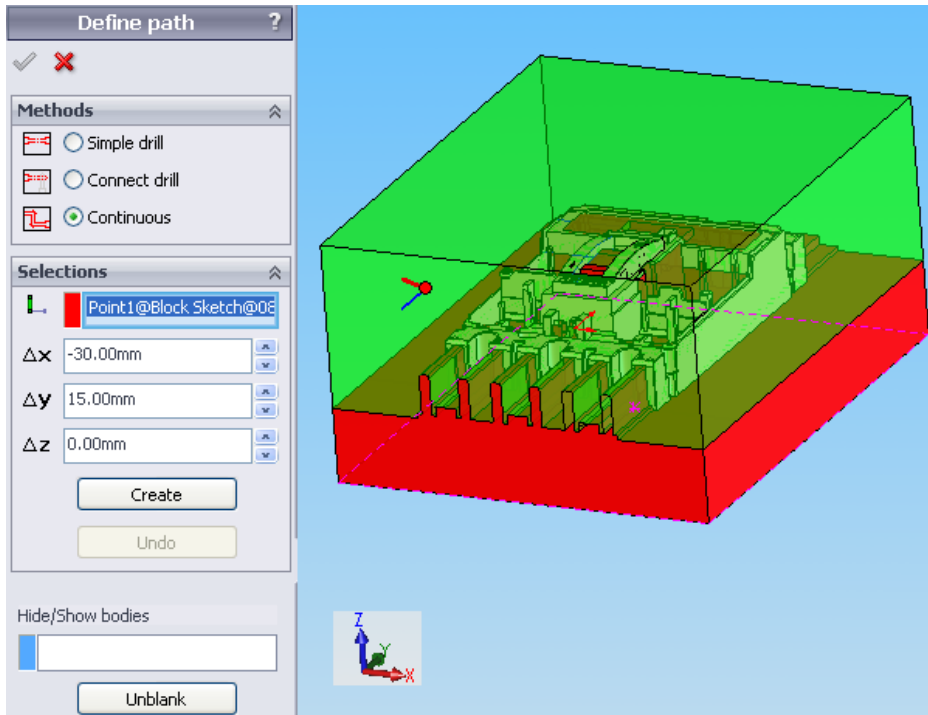 Define path ?
Methods
Simple drill
Connect drill
Continuous
Selections
Point1@Block Sketch@08
Δx -30.00mm
Δy 15.00mm
Δz 0.00mm
Create
Undo
Hide/Show bodies
Unblank
Z
Y
X